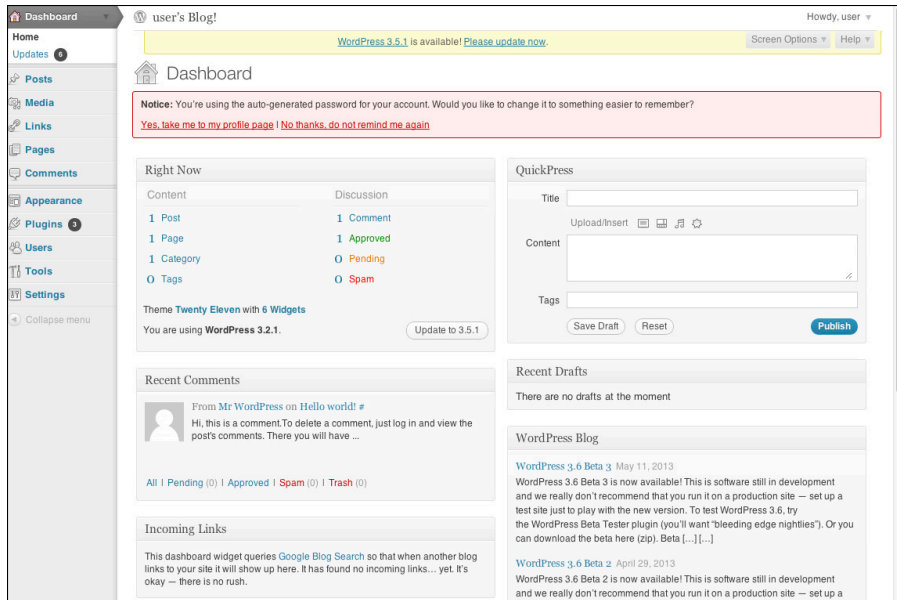 Dashboard
Home
Updates 6
Posts
Media
Links
Pages
Comments
Appearance
Plugins 3
Users
Tools
Settings
Collapse menu
user's Blog!
Howdy, user
WordPress 3.5.1 is available! Please update now.
Screen Options
Help
Dashboard
Notice: You're using the auto-generated password for your account. Would you like to change it to something easier to remember?
Yes, take me to my profile page | No thanks, do not remind me again
Right Now
Content
Discussion
1 Post
1 Comment
1 Page
1 Approved
1 Category
0 Pending
0 Tags
0 Spam
Theme Twenty Eleven with 6 Widgets
You are using WordPress 3.2.1.
Update to 3.5.1
Recent Comments
From Mr WordPress on Hello world! #
Hi, this is a comment.To delete a comment, just log in and view the
post's comments. There you will have ...
All | Pending (0) | Approved | Spam (0) | Trash (0)
Incoming Links
This dashboard widget queries Google Blog Search so that when another blog
links to your site it will show up here. It has found no incoming links… yet. It's
okay — there is no rush.
QuickPress
Title
Upload/Insert
Content
Tags
Save Draft
Reset
Publish
Recent Drafts
There are no drafts at the moment
WordPress Blog
WordPress 3.6 Beta 3 May 11, 2013
WordPress 3.6 Beta 3 is now available! This is software still in development
and we really don't recommend that you run it on a production site — set up a
test site just to play with the new version. To test WordPress 3.6, try
the WordPress Beta Tester plugin (you'll want "bleeding edge nightlies"). Or you
can download the beta here (zip). Beta […] […]
WordPress 3.6 Beta 2 April 29, 2013
WordPress 3.6 Beta 2 is now available! This is software still in development
and we really don't recommend that you run it on a production site — set up a